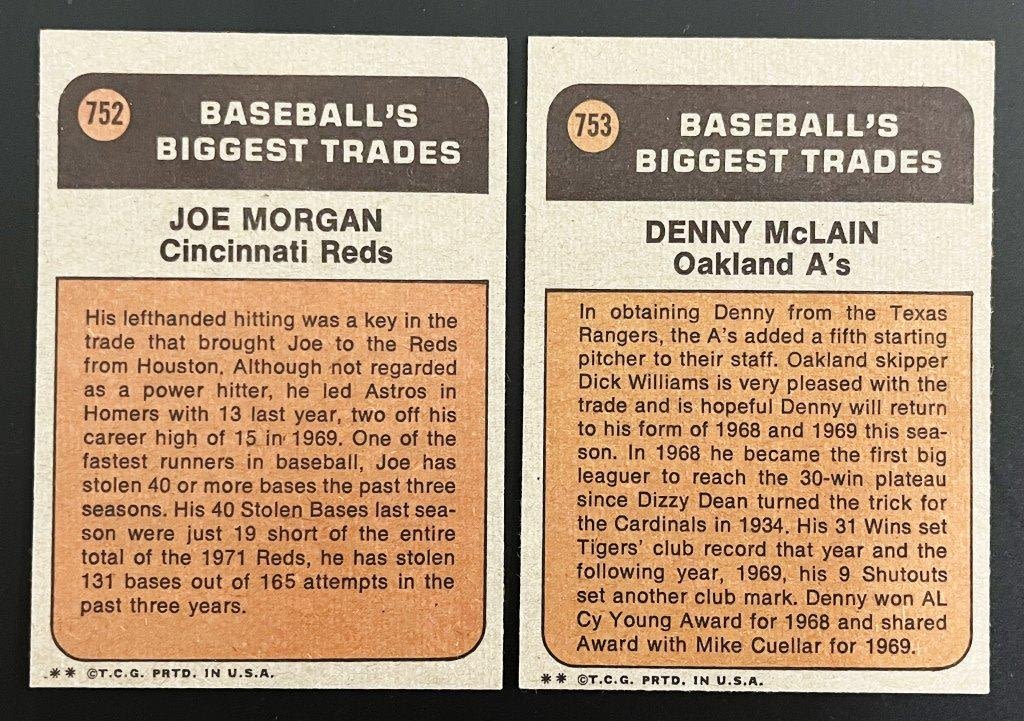 752
BASEBALL'S
BIGGEST TRADES
JOE MORGAN
Cincinnati Reds
His lefthanded hitting was a key in the
trade that brought Joe to the Reds
from Houston. Although not regarded
as a power hitter, he led Astros in
Homers with 13 last year, two off his
career high of 15 in 1969. One of the
fastest runners in baseball, Joe has
stolen 40 or more bases the past three
seasons. His 40 Stolen Bases last sea-
son were just 19 short of the entire
total of the 1971 Reds, he has stolen
131 bases out of 165 attempts in the
past three years.
** ©T.C.G. PRTD. IN U.S.A.
753
BASEBALL'S
BIGGEST TRADES
DENNY McLAIN
Oakland A's
In obtaining Denny from the Texas
Rangers, the A's added a fifth starting
pitcher to their staff. Oakland skipper
Dick Williams is very pleased with the
trade and is hopeful Denny will return
to his form of 1968 and 1969 this sea-
son. In 1968 he became the first big
leaguer to reach the 30-win plateau
since Dizzy Dean turned the trick for
the Cardinals in 1934. His 31 Wins set
Tigers' club record that year and the
following year, 1969, his 9 Shutouts
set another club mark. Denny won AL
Cy Young Award for 1968 and shared
Award with Mike Cuellar for 1969.
** ©T.C.G. PRTD. IN U.S.A.